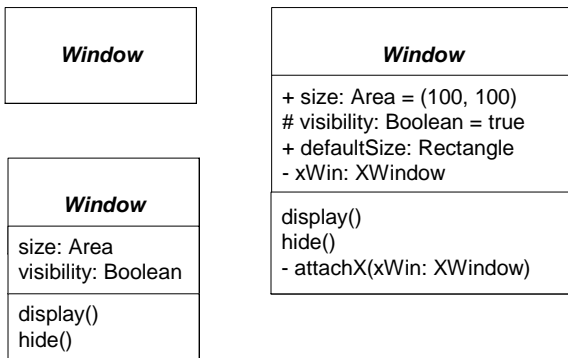 Window
Window
size: Area
visibility: Boolean
display()
hide()
Window
+ size: Area = (100, 100)
# visibility: Boolean = true
+ defaultSize: Rectangle
- xWin: XWindow
display()
hide()
- attachX(xWin: XWindow)